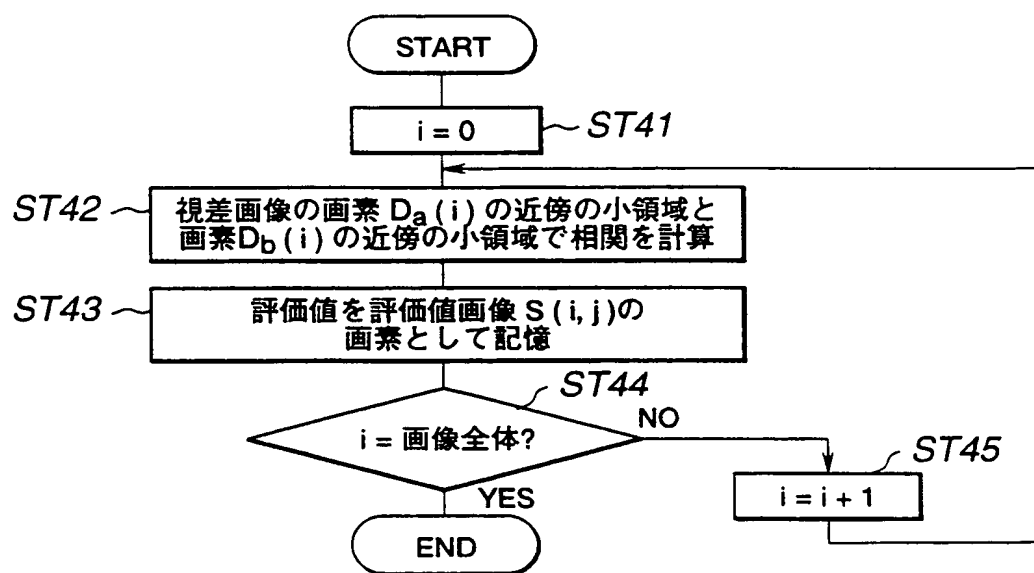 START
i = 0
ST41
ST42
視差画像の画素 Da ( i ) の近傍の小領域と
画素Db ( i ) の近傍の小領域で相関を計算
ST43
評価値を評価値画像 S ( i, j )の
画素として記憶
ST44
i = 画像全体?
NO
ST45
i = i + 1
YES
END